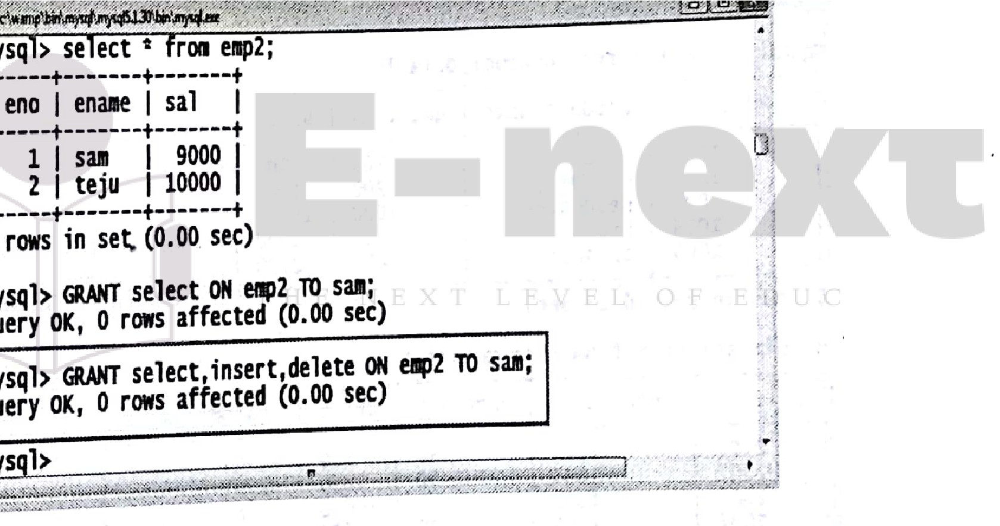 c:\wamp\bin\mysql\mysql5.1.30\bin\mysql.exe
ysql> select * from emp2;
-----+-------+-------+
eno | ename | sal |
-----+-------+-------+
1 | sam | 9000 |
2 | teju | 10000 |
-----+-------+-------+
rows in set (0.00 sec)
ysql> GRANT select ON emp2 TO sam;
uery OK, 0 rows affected (0.00 sec)
ysql> GRANT select,insert,delete ON emp2 TO sam;
uery OK, 0 rows affected (0.00 sec)
ysql>
E-next
THE NEXT LEVEL OF EDUC